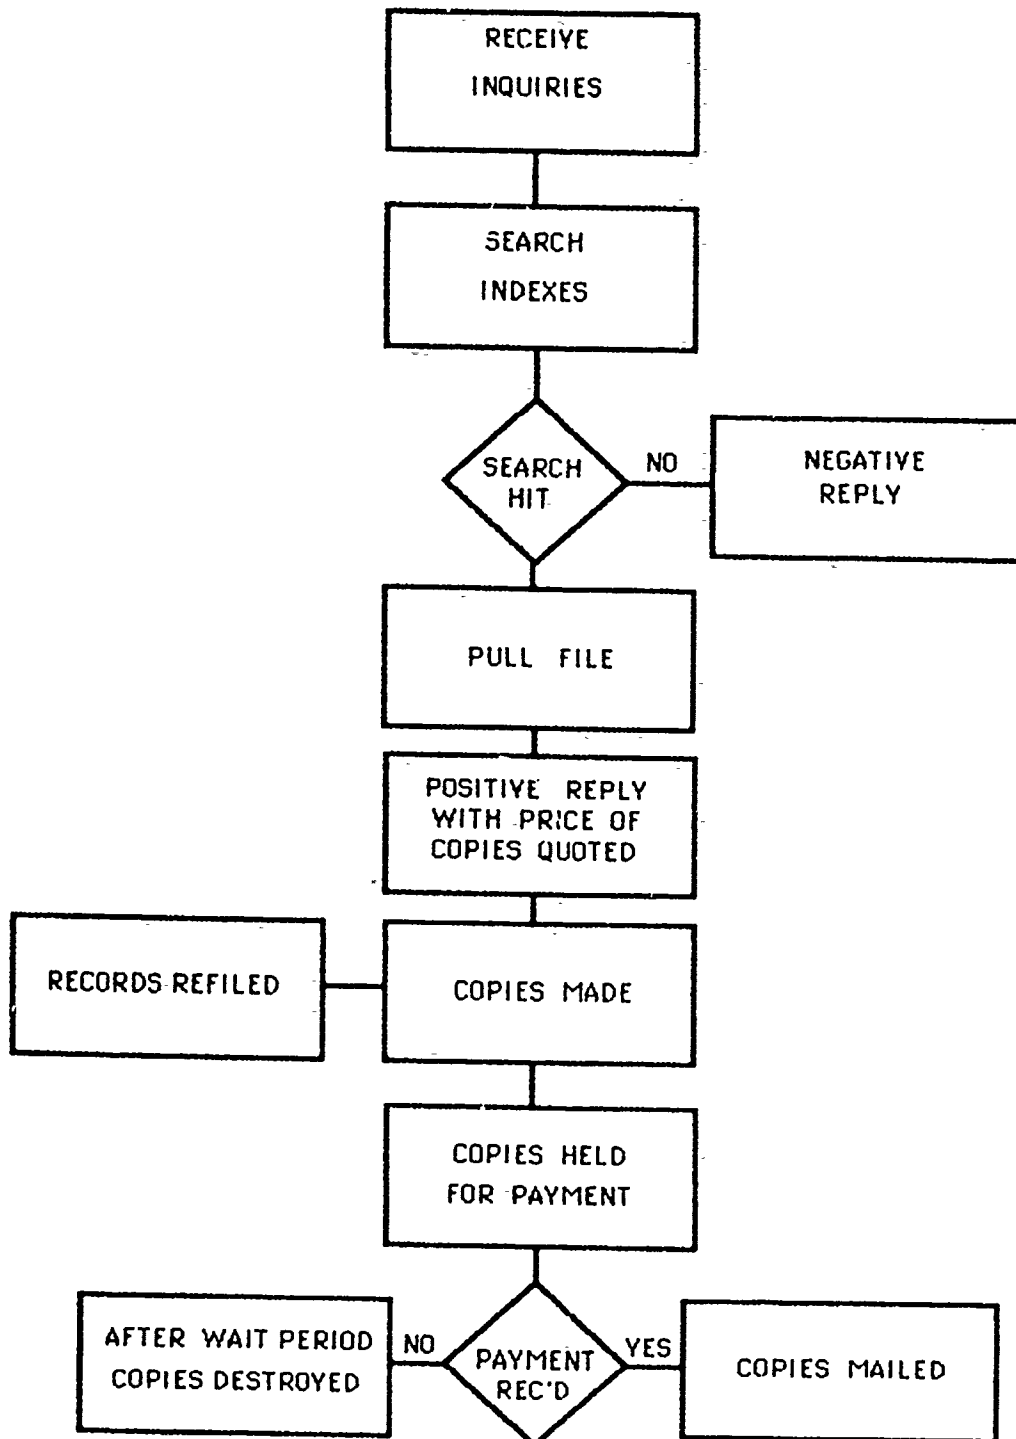 RECEIVE
INQUIRIES
SEARCH
INDEXES
SEARCH
HIT
NO
NEGATIVE
REPLY
PULL FILE
POSITIVE REPLY
WITH PRICE OF
COPIES QUOTED
RECORDS REFILED
COPIES MADE
COPIES HELD
FOR PAYMENT
AFTER WAIT PERIOD
COPIES DESTROYED
NO
PAYMENT
REC'D
YES
COPIES MAILED